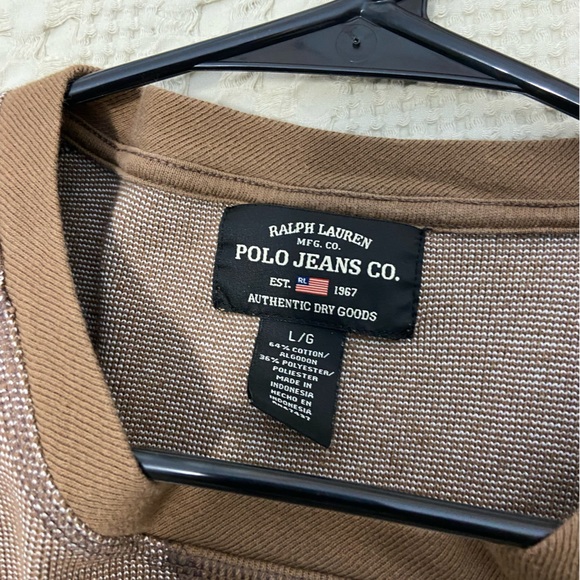 RALPH LAUREN
MFG. CO.
POLO JEANS CO.
EST. RL 1967
AUTHENTIC DRY GOODS
L/G
64% COTTON/
ALGODON
36% POLYESTER/
POLIESTER
MADE IN
INDONESIA
HECHO EN
INDONESIA